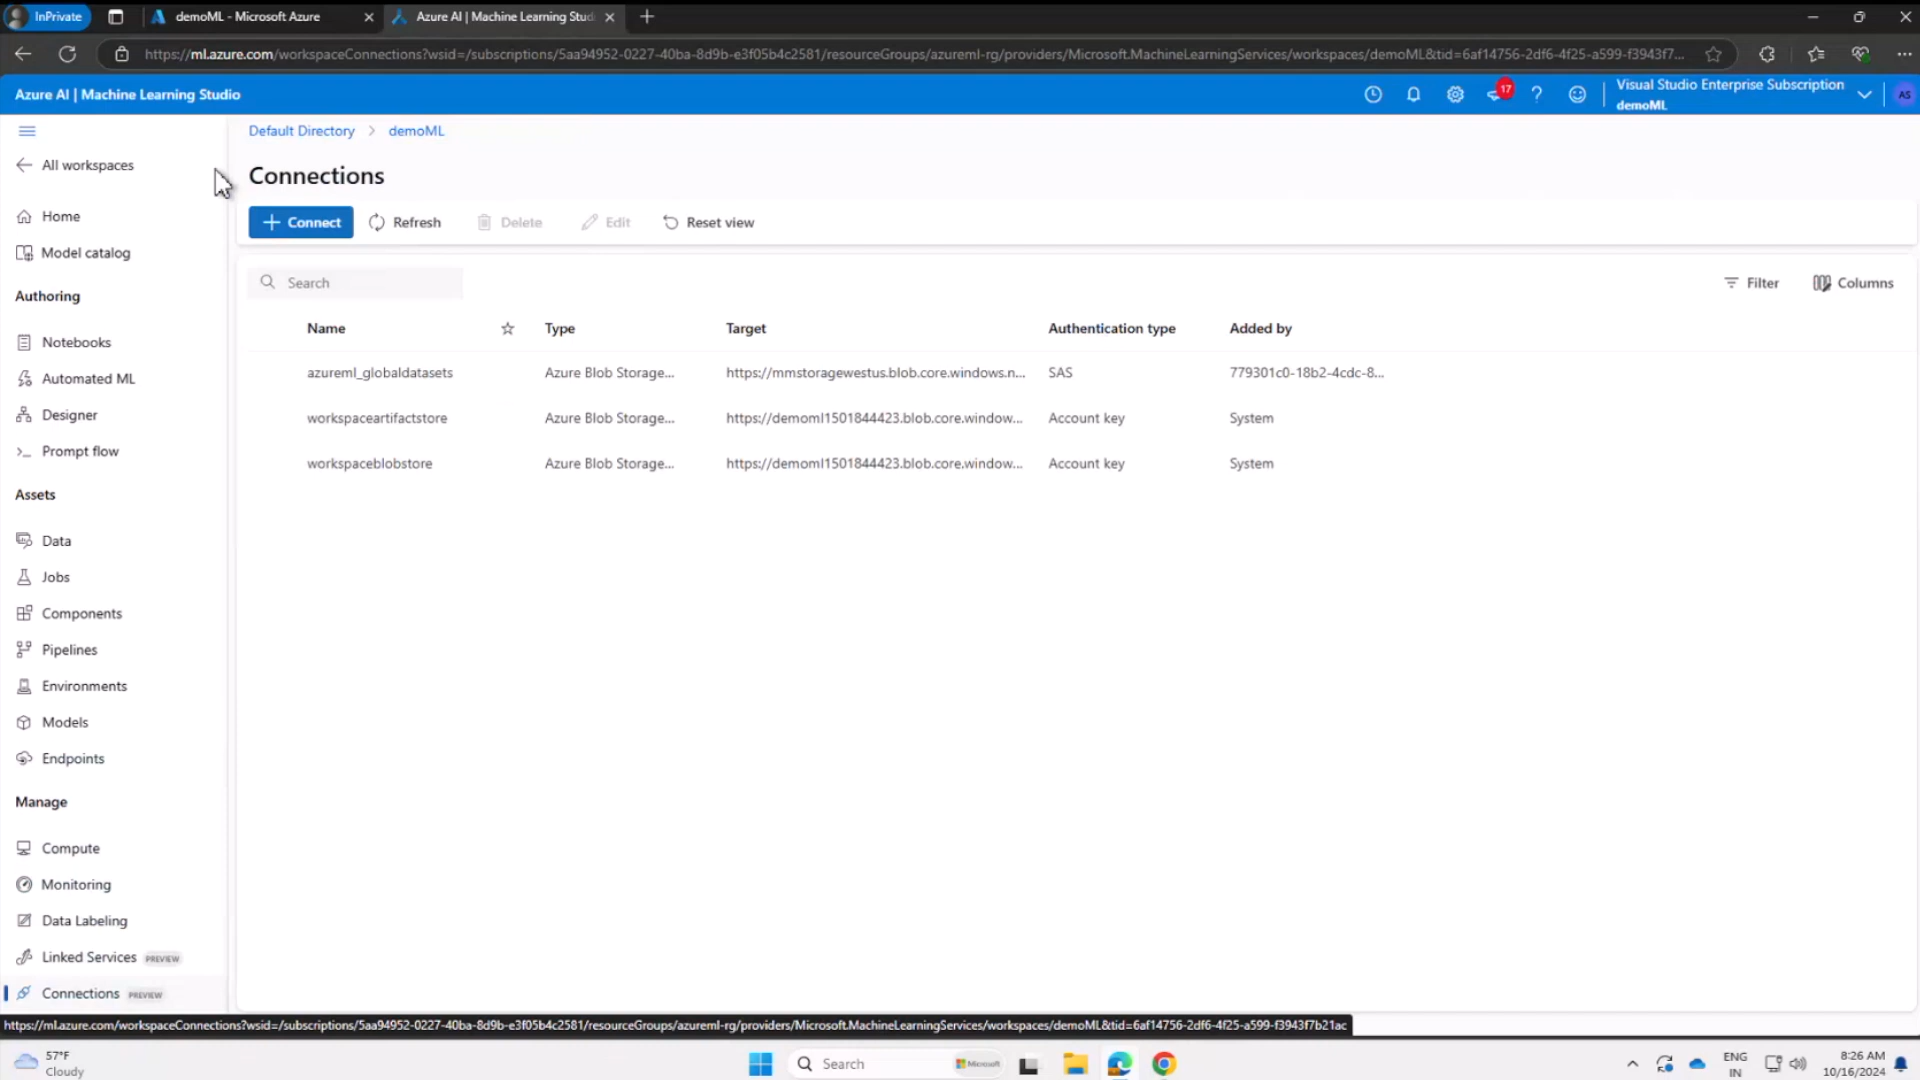 InPrivate
demoML - Microsoft Azure
Azure AI | Machine Learning Stud
https://ml.azure.com/workspaceConnections?wsid=/subscriptions/5aa94952-0227-40ba-8d9b-e3f05b4c2581/resourceGroups/azureml-rg/providers/Microsoft.MachineLearningServices/workspaces/demoML&tid=6af14756-2df6-4f25-a599-f3943f7...
Azure AI | Machine Learning Studio
17
?
Visual Studio Enterprise Subscription
demoML
AS
Default Directory > demoML
All workspaces
Connections
Home
Connect Refresh Delete Edit Reset view
Model catalog
Search
Filter Columns
Authoring
Name Type Target Authentication type Added by
Notebooks
azureml_globaldatasets Azure Blob Storage... https://mmstoragewestus.blob.core.windows.n... SAS 779301c0-18b2-4cdc-8...
Automated ML
workspaceartifactstore Azure Blob Storage... https://demoml1501844423.blob.core.window... Account key System
Designer
workspaceblobstore Azure Blob Storage... https://demoml1501844423.blob.core.window... Account key System
Prompt flow
Assets
Data
Jobs
Components
Pipelines
Environments
Models
Endpoints
Manage
Compute
Monitoring
Data Labeling
Linked Services PREVIEW
Connections PREVIEW
https://ml.azure.com/workspaceConnections?wsid=/subscriptions/5aa94952-0227-40ba-8d9b-e3f05b4c2581/resourceGroups/azureml-rg/providers/Microsoft.MachineLearningServices/workspaces/demoML&tid=6af14756-2df6-4f25-a599-f3943f7b21ac
57°F
Cloudy
Search
Microsoft
ENG
IN
8:26 AM
10/16/2024